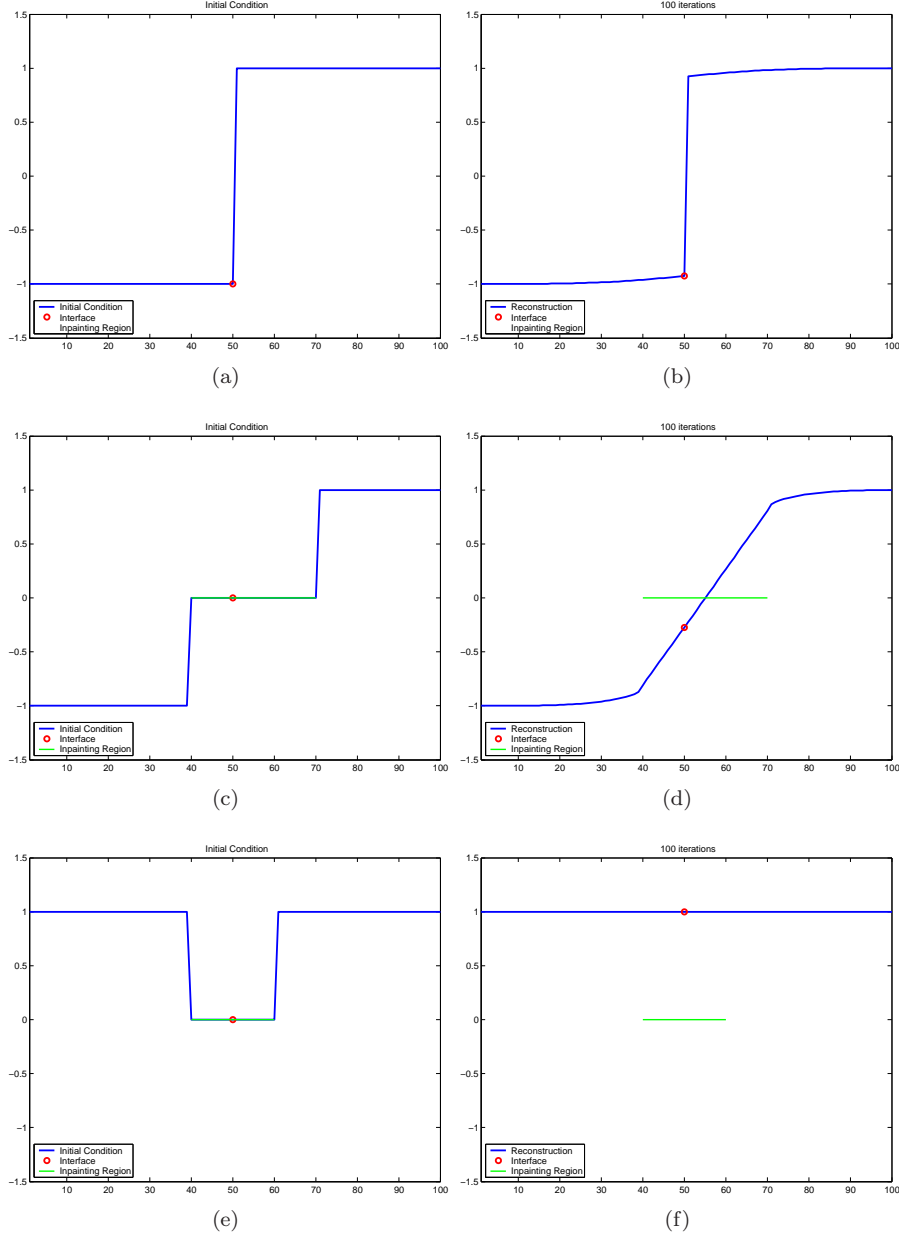 Initial Condition
1.5
1
0.5
0
−0.5
−1
−1.5
Initial Condition
Interface
Inpainting Region
10 20 30 40 50 60 70 80 90 100
(a)
100 iterations
1.5
1
0.5
0
−0.5
−1
−1.5
Reconstruction
Interface
Inpainting Region
10 20 30 40 50 60 70 80 90 100
(b)
Initial Condition
1.5
1
0.5
0
−0.5
−1
−1.5
Initial Condition
Interface
Inpainting Region
10 20 30 40 50 60 70 80 90 100
(c)
100 iterations
1.5
1
0.5
0
−0.5
−1
−1.5
Reconstruction
Interface
Inpainting Region
10 20 30 40 50 60 70 80 90 100
(d)
Initial Condition
1.5
1
0.5
0
−0.5
−1
−1.5
Initial Condition
Interface
Inpainting Region
10 20 30 40 50 60 70 80 90 100
(e)
100 iterations
1.5
1
0.5
0
−0.5
−1
−1.5
Reconstruction
Interface
Inpainting Region
10 20 30 40 50 60 70 80 90 100
(f)